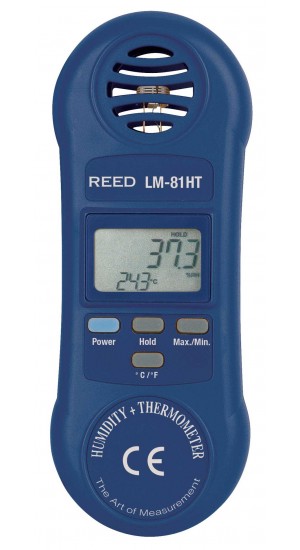 REED LM-81HT
HOLD
37.3
24.3°C %RH
Power Hold Max./Min.
°C/°F
HUMIDITY + THERMOMETER
CE
The Art of Measurement